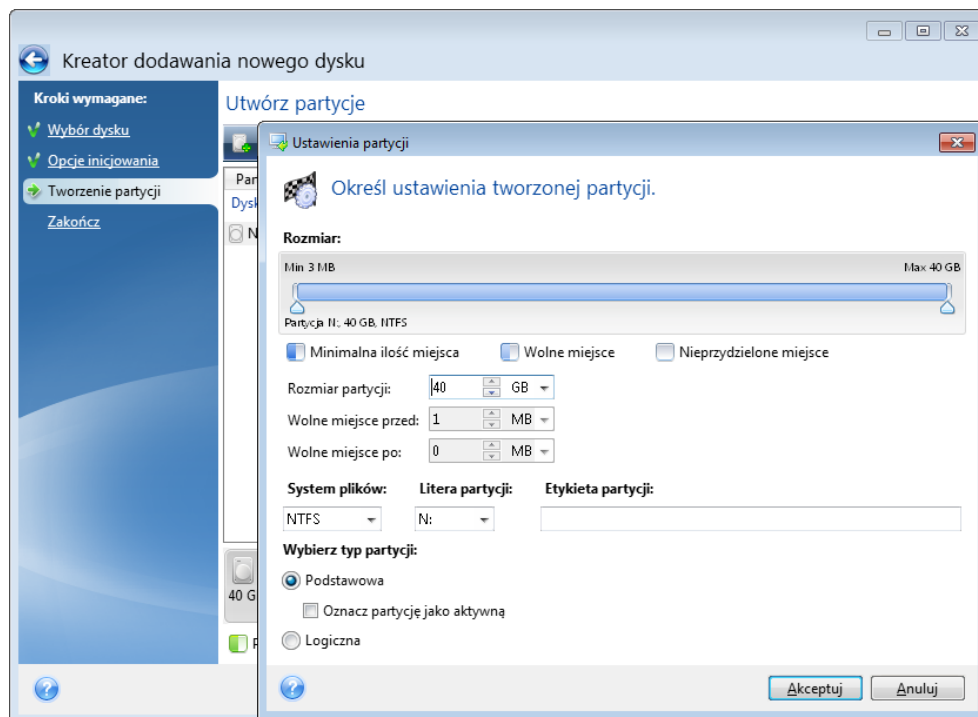 Kreator dodawania nowego dysku
Kroki wymagane:
Wybór dysku
Opcje inicjowania
Tworzenie partycji
Zakończ
Utwórz partycje
Ustawienia partycji
Określ ustawienia tworzonej partycji.
Rozmiar:
Min 3 MB Max 40 GB
Partycja N:, 40 GB, NTFS
Minimalna ilość miejsca Wolne miejsce Nieprzydzielone miejsce
Rozmiar partycji: 40 GB
Wolne miejsce przed: 1 MB
Wolne miejsce po: 0 MB
System plików: Litera partycji: Etykieta partycji:
NTFS N:
Wybierz typ partycji:
Podstawowa
Oznacz partycję jako aktywną
40 G
Logiczna
Akceptuj Anuluj